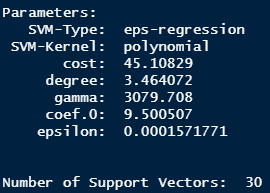 Parameters:
SVM-Type: eps-regression
SVM-Kernel: polynomial
cost: 45.10829
degree: 3.464072
gamma: 3079.708
coef.0: 9.500507
epsilon: 0.0001571771
Number of Support Vectors: 30